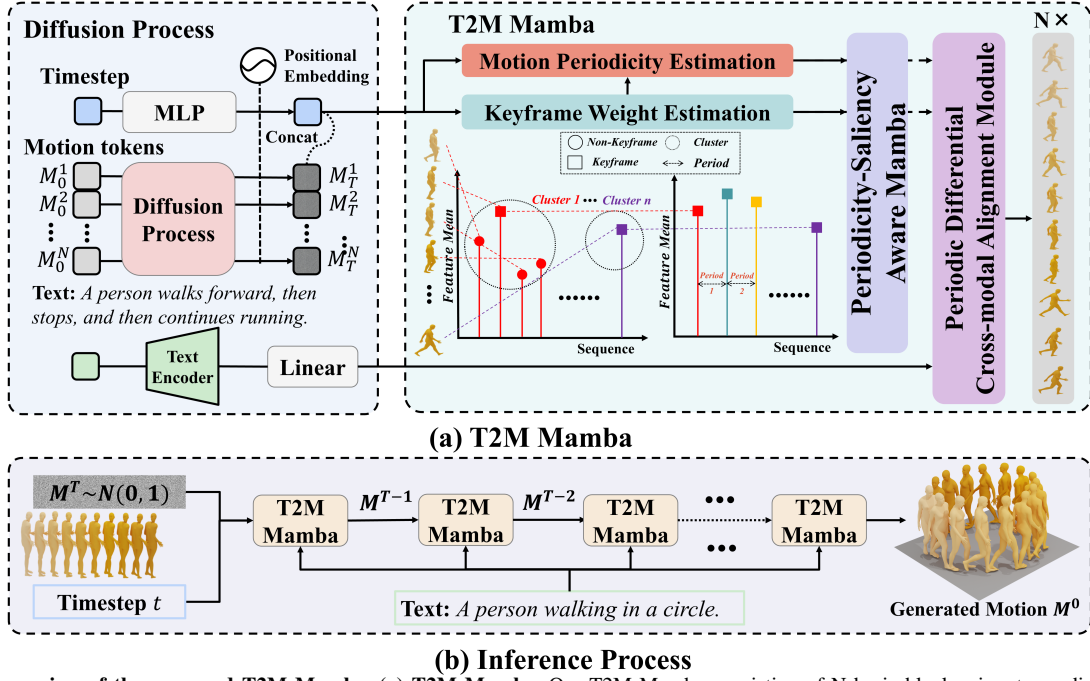 Diffusion Process
Timestep
MLP
Positional
Embedding
Concat
Motion tokens
M_0^1
M_0^2
M_0^N
Diffusion
Process
M_T^1
M_T^2
M_T^N
Text: A person walks forward, then
stops, and then continues running.
Text
Encoder
Linear
T2M Mamba
N×
Motion Periodicity Estimation
Keyframe Weight Estimation
Non-Keyframe
Cluster
Keyframe
Period
Cluster 1 ••• Cluster n
Feature Mean
Sequence
Feature Mean
Period
1
Period
2
Sequence
Periodicity-Saliency
Aware Mamba
Periodic Differential
Cross-modal Alignment Module
(a) T2M Mamba
M^T~N(0,1)
Timestep t
T2M
Mamba
M^{T-1}
T2M
Mamba
M^{T-2}
T2M
Mamba
T2M
Mamba
Text: A person walking in a circle.
Generated Motion M^0
(b) Inference Process